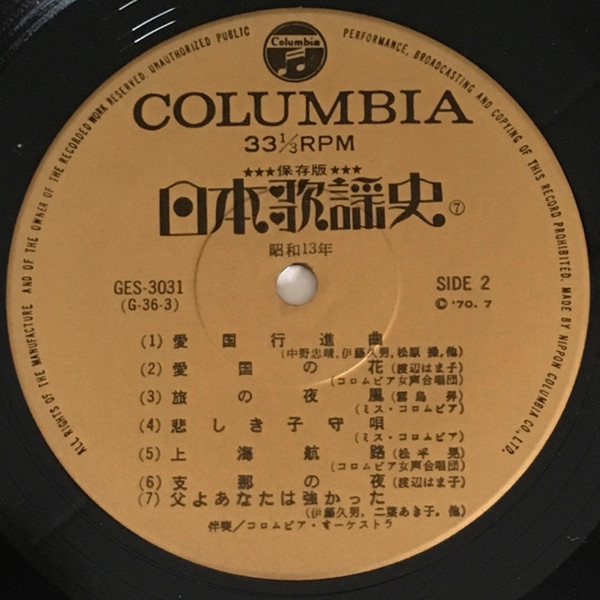 Columbia
ALL RIGHTS OF THE MANUFACTURE AND OF THE OWNER OF THE RECORDED WORK RESERVED. UNAUTHORIZED PUBLIC PERFORMANCE, BROADCASTING AND COPYING OF THIS RECORD PROHIBITED. MADE BY NIPPON COLUMBIA CO., LTD.
COLUMBIA
33⅓RPM
★★★保存版★★★
日本歌謡史⑦
昭和13年
GES-3031
(G-36-3)
SIDE 2
Ⓒ '70. 7
(1) 愛国行進曲
(中野忠晴, 伊藤久男, 松原 操, 他)
(2) 愛国の花 (渡辺はま子)
(コロムビア女声合唱団)
(3) 旅の夜風 (霧島 昇)
(ミス・コロムビア)
(4) 悲しき子守唄
(ミス・コロムビア)
(5) 上海航路 (松平 晃)
(コロムビア女声合唱団)
(6) 支那の夜 (渡辺はま子)
(7) 父よあなたは強かった
(伊藤久男, 二葉あき子, 他)
伴奏/コロムビア・オーケストラ